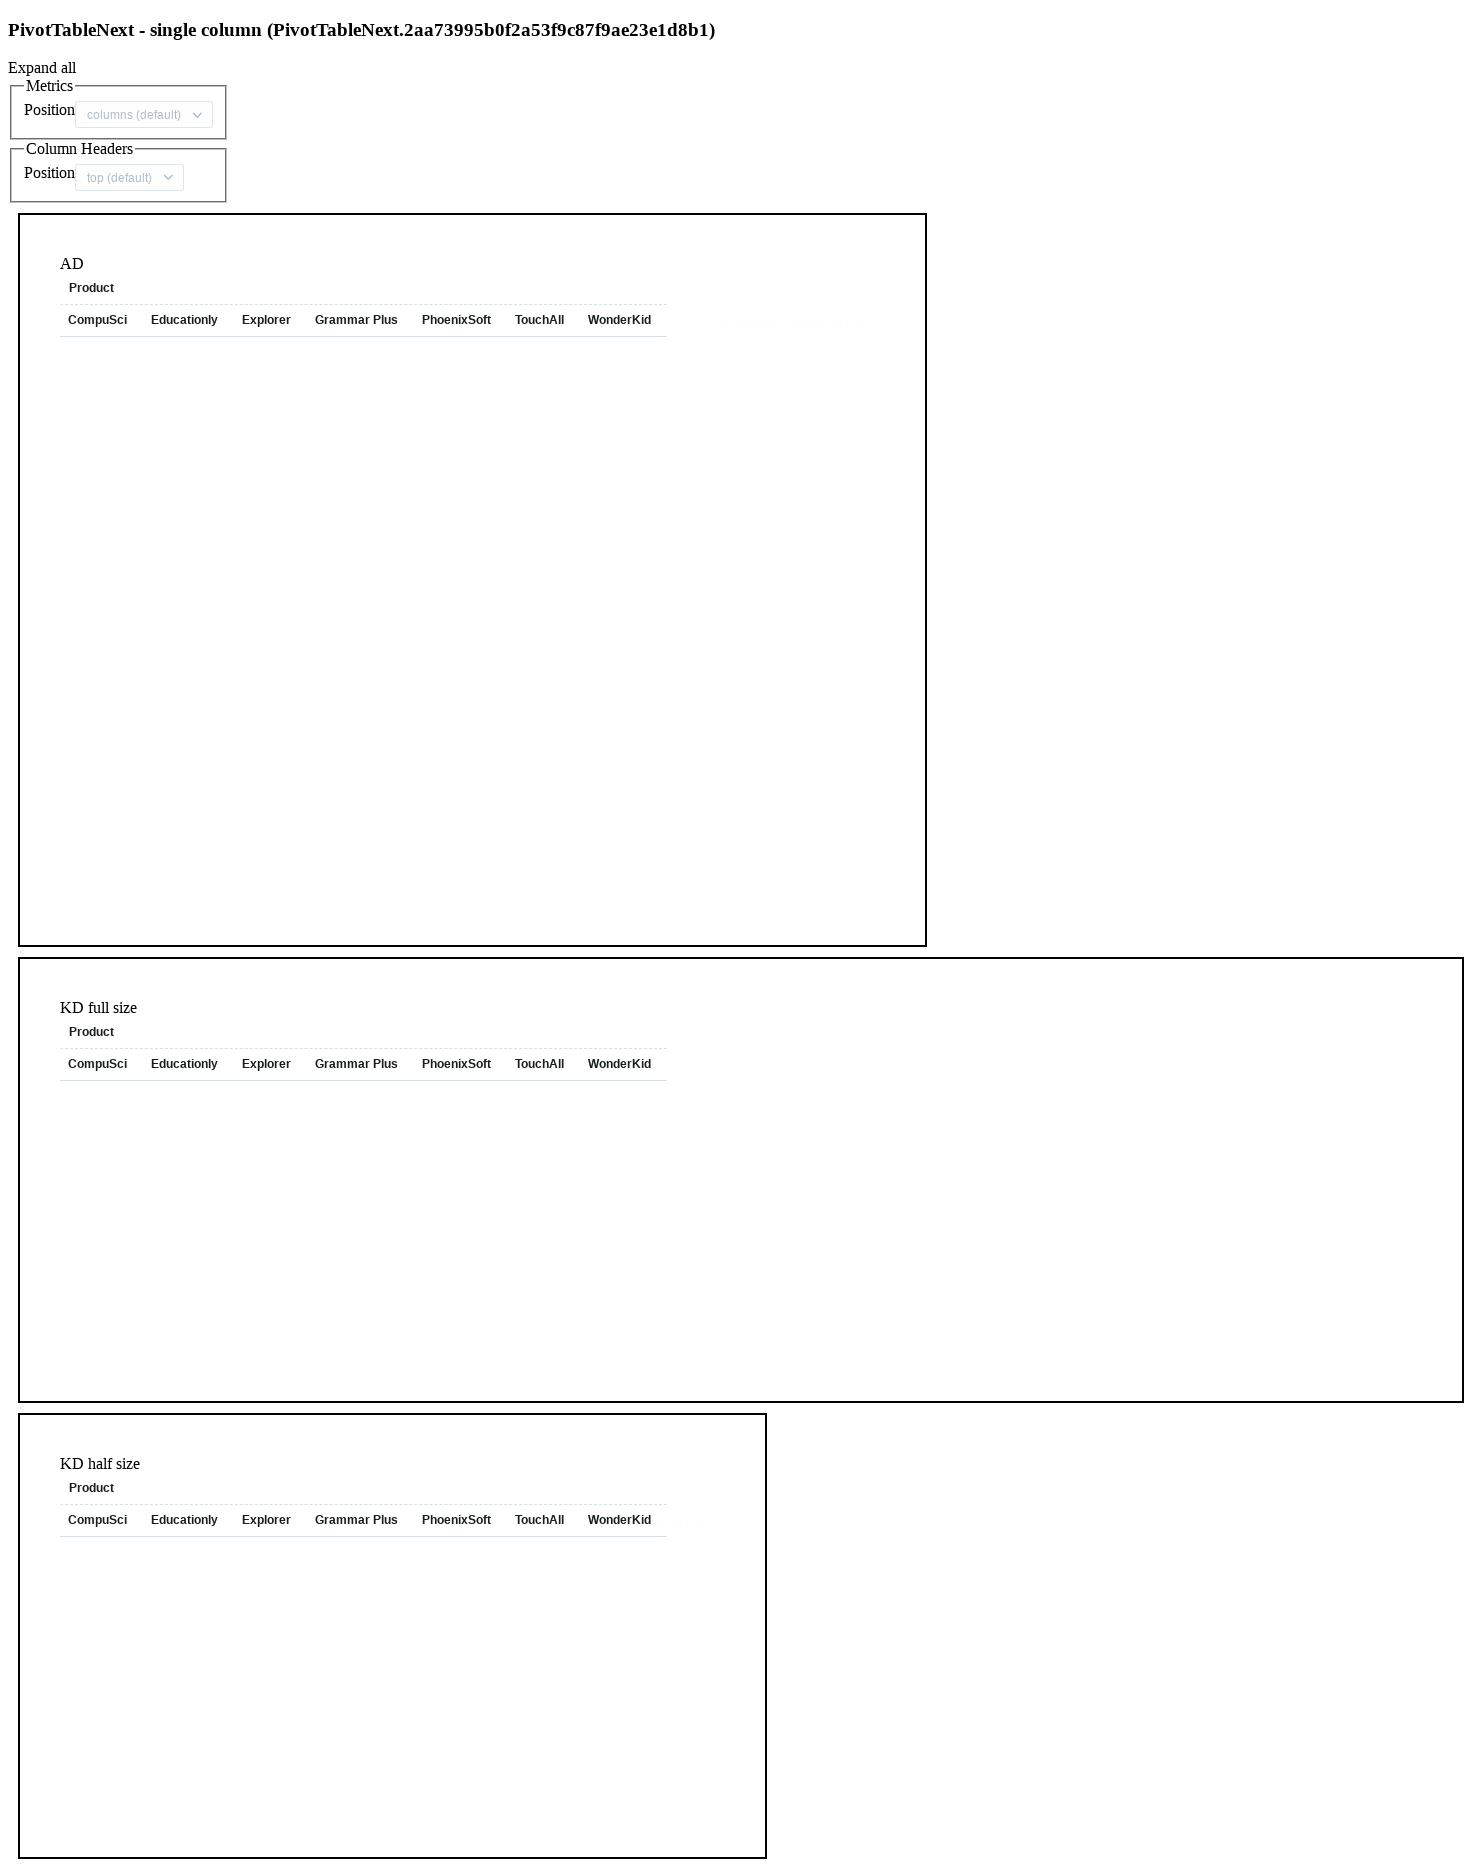 PivotTableNext - single column (PivotTableNext.2aa73995b0f2a53f9c87f9ae23e1d8b1)
Expand all
Metrics
Position columns (default)
Column Headers
Position top (default)
AD
Product
CompuSci Educationly Explorer Grammar Plus PhoenixSoft TouchAll WonderKid
KD full size
Product
CompuSci Educationly Explorer Grammar Plus PhoenixSoft TouchAll WonderKid
KD half size
Product
CompuSci Educationly Explorer Grammar Plus PhoenixSoft TouchAll WonderKid